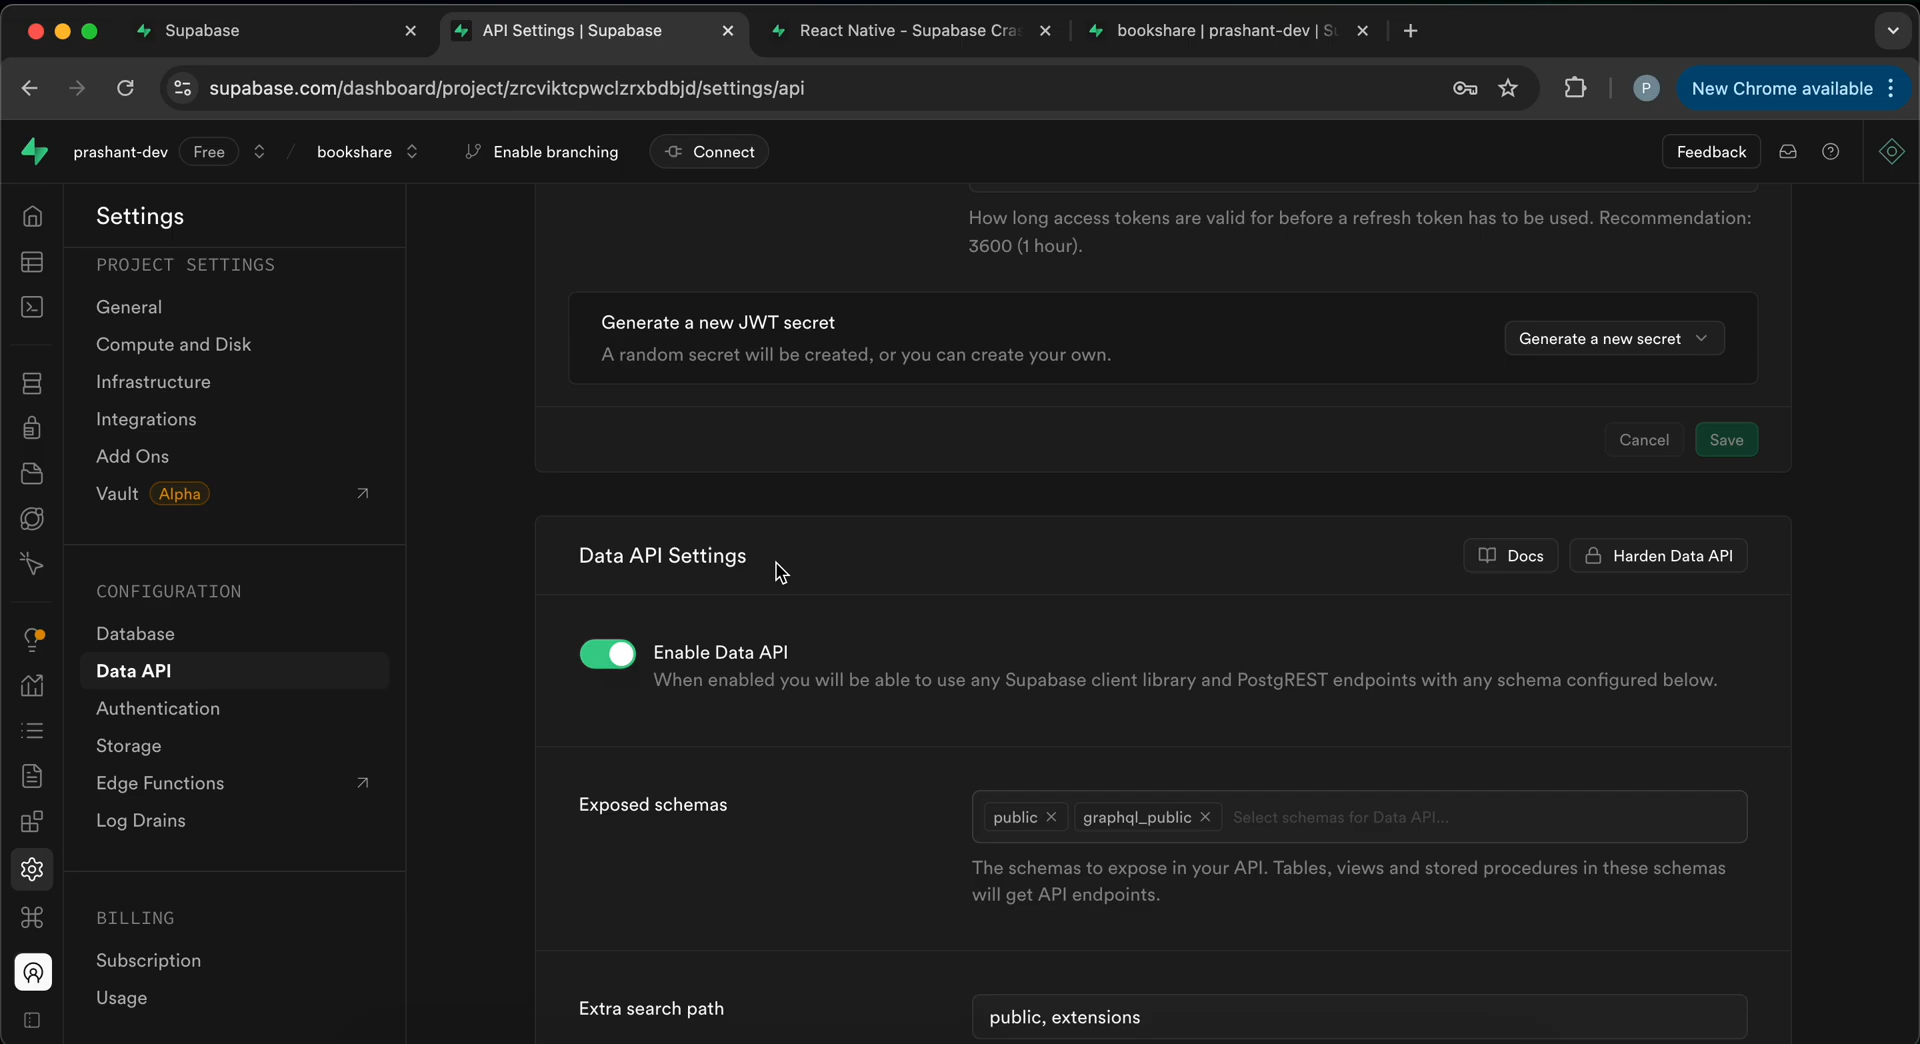 Supabase
API Settings | Supabase
React Native - Supabase Cra
bookshare | prashant-dev | Su
supabase.com/dashboard/project/zrcviktcpwclzrxbdbjd/settings/api
P
New Chrome available
prashant-dev
Free
/
bookshare
Enable branching
Connect
Feedback
Settings
PROJECT SETTINGS
General
Compute and Disk
Infrastructure
Integrations
Add Ons
Vault
Alpha
CONFIGURATION
Database
Data API
Authentication
Storage
Edge Functions
Log Drains
BILLING
Subscription
Usage
How long access tokens are valid for before a refresh token has to be used. Recommendation:
3600 (1 hour).
Generate a new JWT secret
A random secret will be created, or you can create your own.
Generate a new secret
Cancel
Save
Data API Settings
Docs
Harden Data API
Enable Data API
When enabled you will be able to use any Supabase client library and PostgREST endpoints with any schema configured below.
Exposed schemas
public
graphql_public
Select schemas for Data API...
The schemas to expose in your API. Tables, views and stored procedures in these schemas
will get API endpoints.
Extra search path
public, extensions